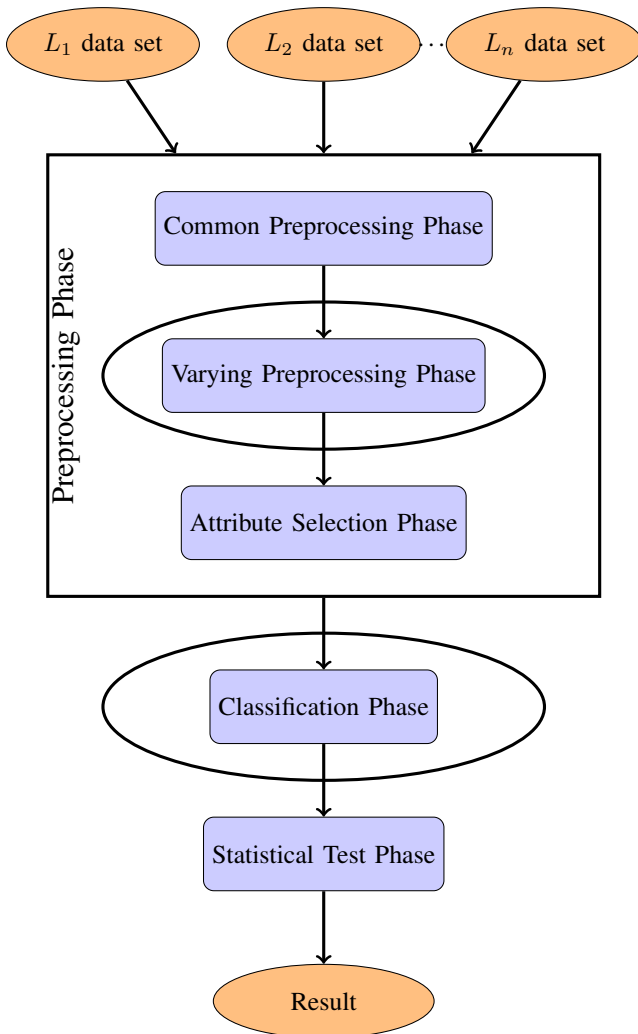 L₁ data set
L₂ data set
···
Lₙ data set
Preprocessing Phase
Common Preprocessing Phase
Varying Preprocessing Phase
Attribute Selection Phase
Classification Phase
Statistical Test Phase
Result